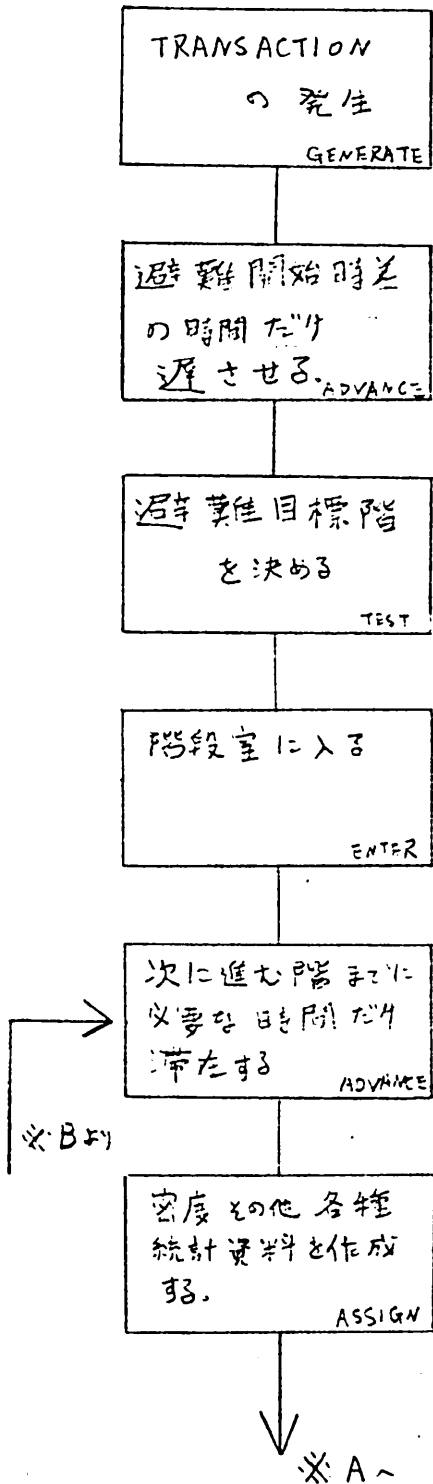 TRANSACTION
の発生
GENERATE
避難開始時差
の時間だけ
遅させる.
ADVANCE
避難目標階
を決める
TEST
階段室に入る
ENTER
次に進む階までに
必要な時間だけ
滞在する
ADVANCE
※Bより
密度その他各種
統計資料を作成
する.
ASSIGN
※A へ